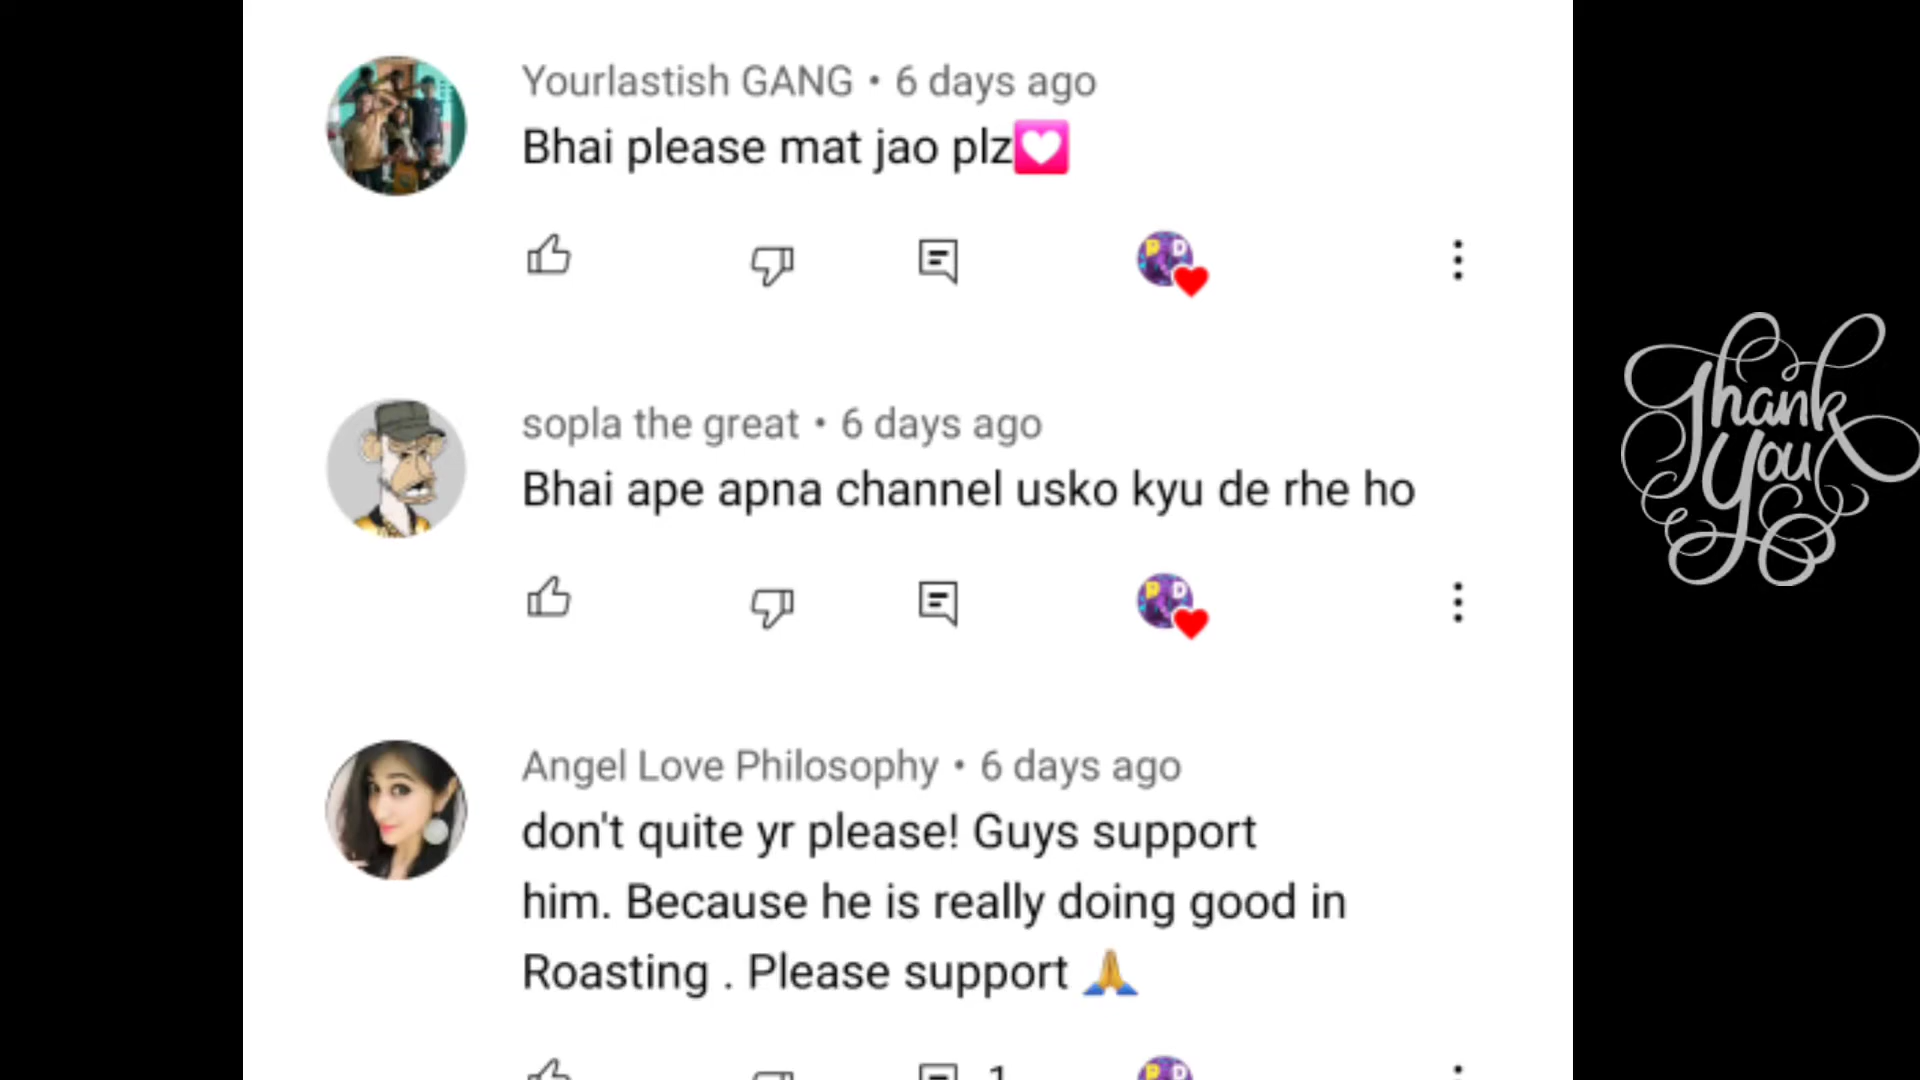 Yourlastish GANG • 6 days ago
Bhai please mat jao plz💟
P D
sopla the great • 6 days ago
Bhai ape apna channel usko kyu de rhe ho
P D
Thank
You
Angel Love Philosophy • 6 days ago
don't quite yr please! Guys support
him. Because he is really doing good in
Roasting . Please support 🙏
1
P D